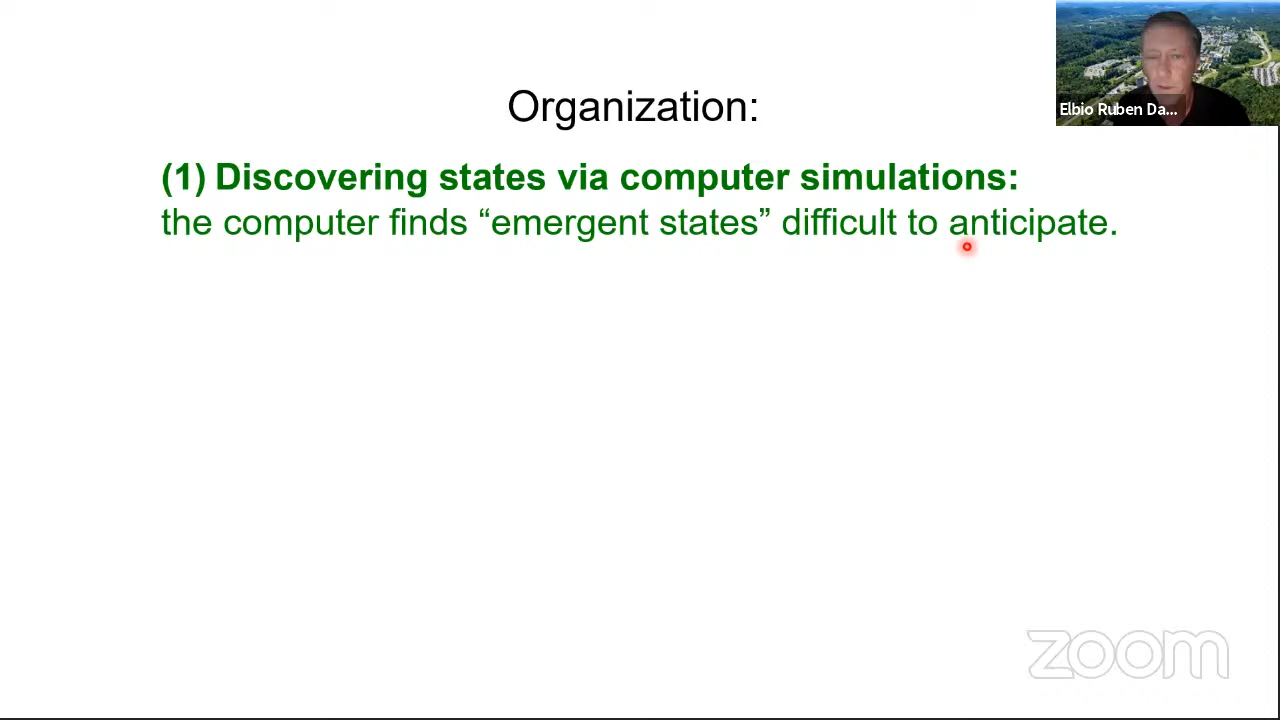 Elbio Ruben Da...
Organization:
(1) Discovering states via computer simulations:
the computer finds “emergent states” difficult to anticipate.
zoom